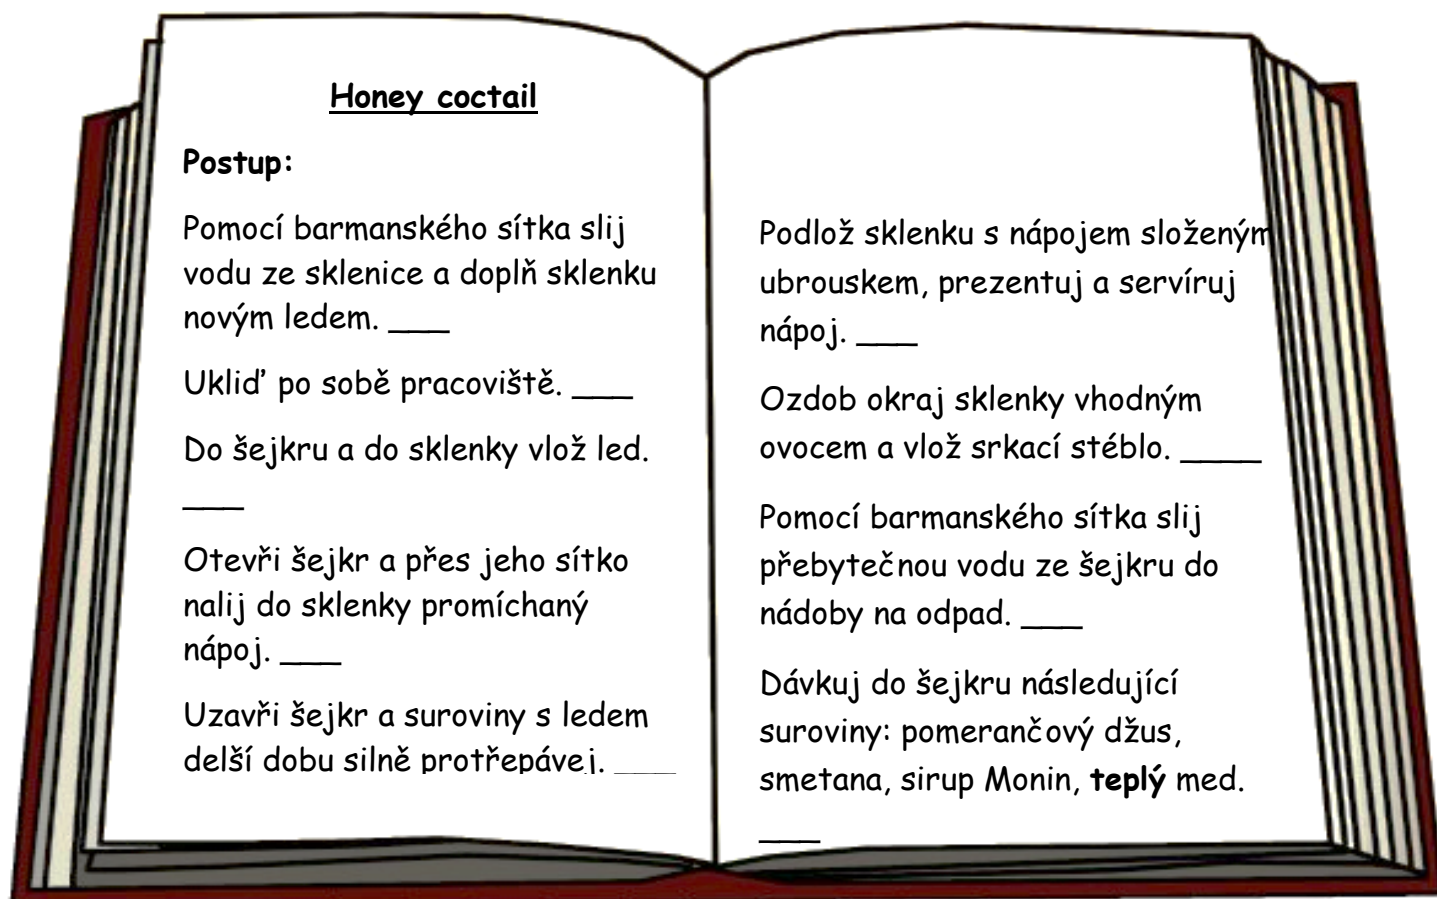 Honey coctail
Postup:
Pomocí barmanského sítka slij
vodu ze sklenice a doplň sklenku
novým ledem. ___
Ukliď po sobě pracoviště. ___
Do šejkru a do sklenky vlož led.
___
Otevři šejkr a přes jeho sítko
nalij do sklenky promíchaný
nápoj. ___
Uzavři šejkr a suroviny s ledem
delší dobu silně protřepávej. ___
Podlož sklenku s nápojem složeným
ubrouskem, prezentuj a servíruj
nápoj. ___
Ozdob okraj sklenky vhodným
ovocem a vlož srkací stéblo. ____
Pomocí barmanského sítka slij
přebytečnou vodu ze šejkru do
nádoby na odpad. ___
Dávkuj do šejkru následující
suroviny: pomerančový džus,
smetana, sirup Monin, teplý med.
___